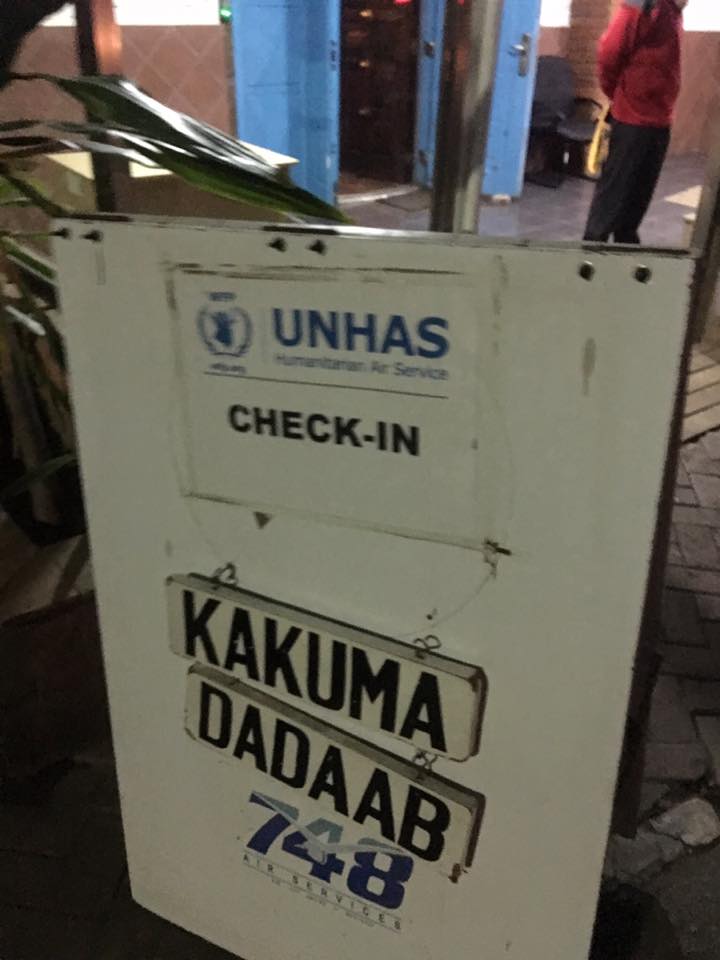 WFP
UNHAS
Humanitarian Air Service
CHECK-IN
KAKUMA
DADAAB
748
AIR SERVICES